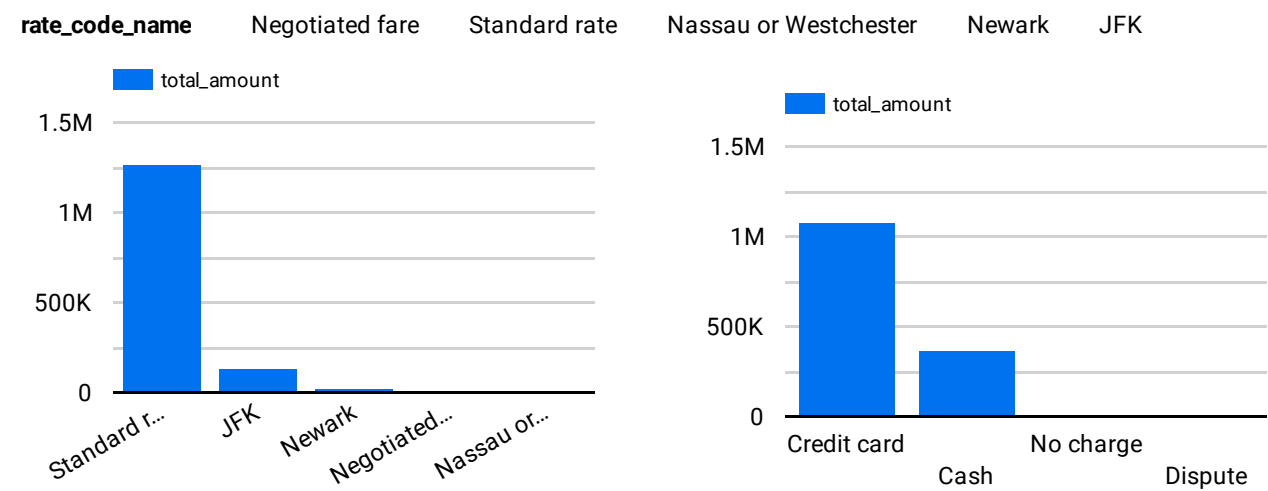 rate_code_name Negotiated fare Standard rate Nassau or Westchester Newark JFK
total_amount
1.5M
1M
500K
0
Standard r...
JFK
Newark
Negotiated...
Nassau or...
total_amount
1.5M
1M
500K
0
Credit card
Cash
No charge
Dispute